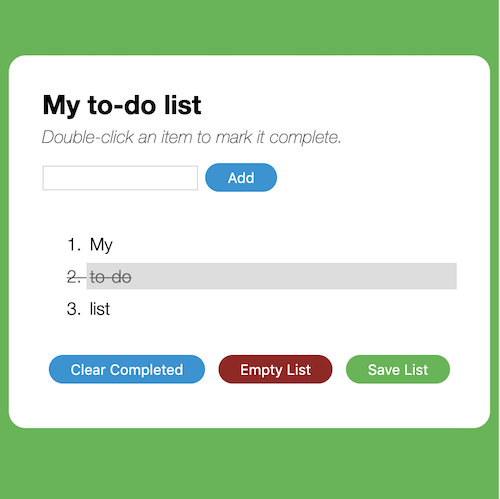 My to-do list
Double-click an item to mark it complete.
Add
1. My
2. to-do
3. list
Clear Completed Empty List Save List